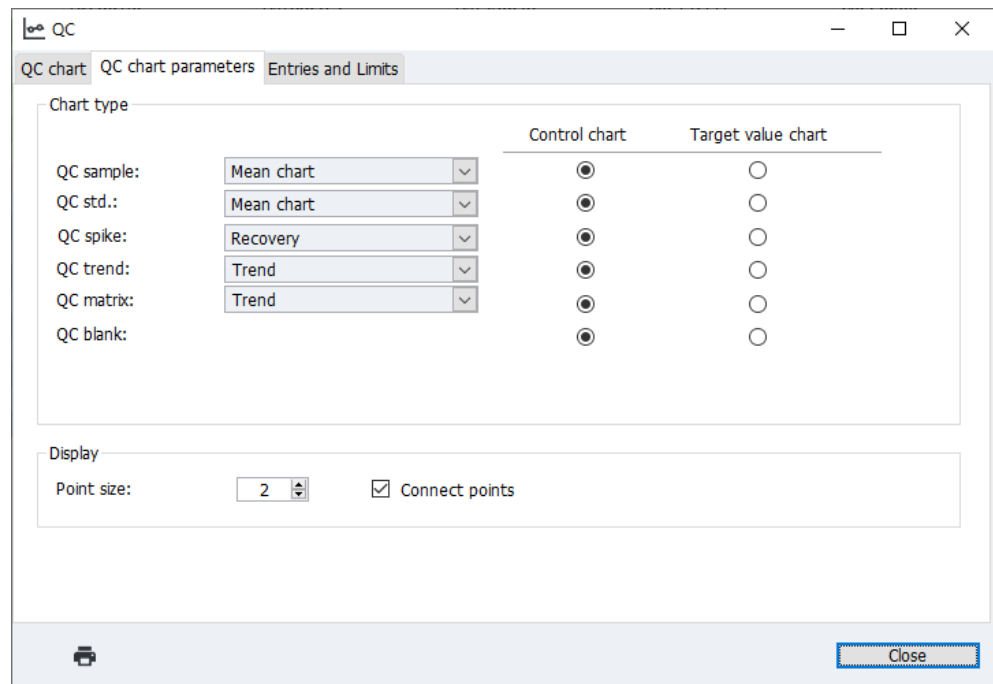 QC
QC chart QC chart parameters Entries and Limits
Chart type
Control chart Target value chart
QC sample: Mean chart
QC std.: Mean chart
QC spike: Recovery
QC trend: Trend
QC matrix: Trend
QC blank:
Display
Point size: 2 Connect points
Close